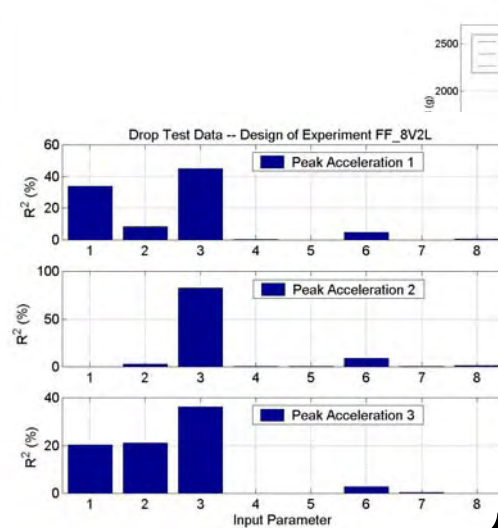 2500
2000
(g)
Drop Test Data -- Design of Experiment FF_8V2L
60
40
20
0
R² (%)
Peak Acceleration 1
1 2 3 4 5 6 7 8
100
50
0
R² (%)
Peak Acceleration 2
1 2 3 4 5 6 7 8
40
20
0
R² (%)
Peak Acceleration 3
1 2 3 4 5 6 7 8
Input Parameter